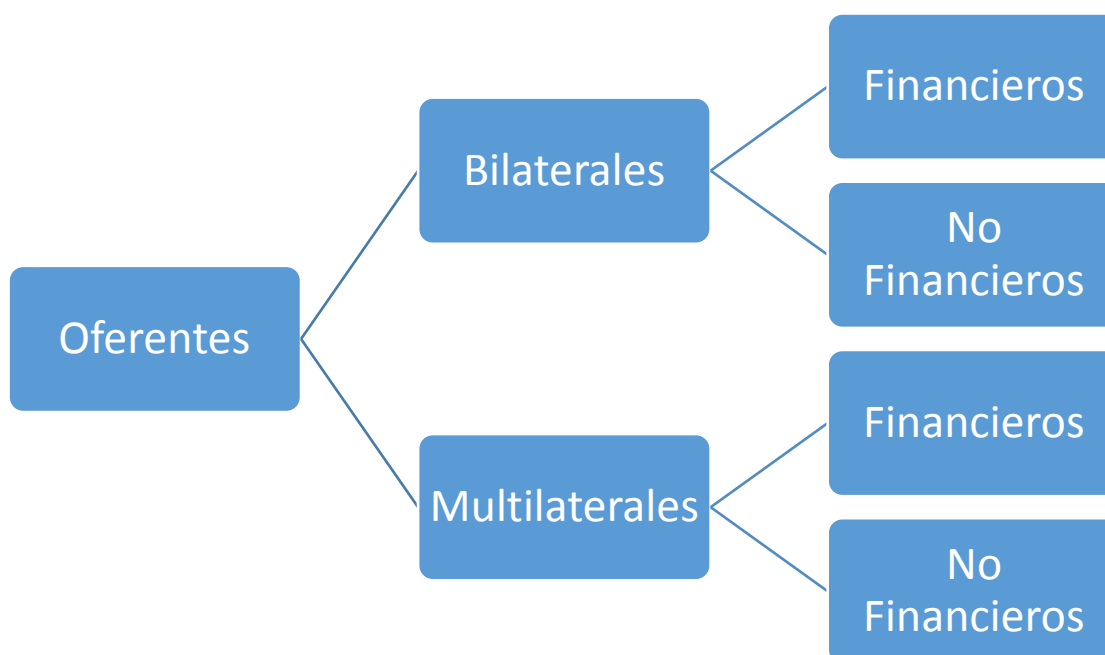 Oferentes
Bilaterales
Financieros
No
Financieros
Multilaterales
Financieros
No
Financieros